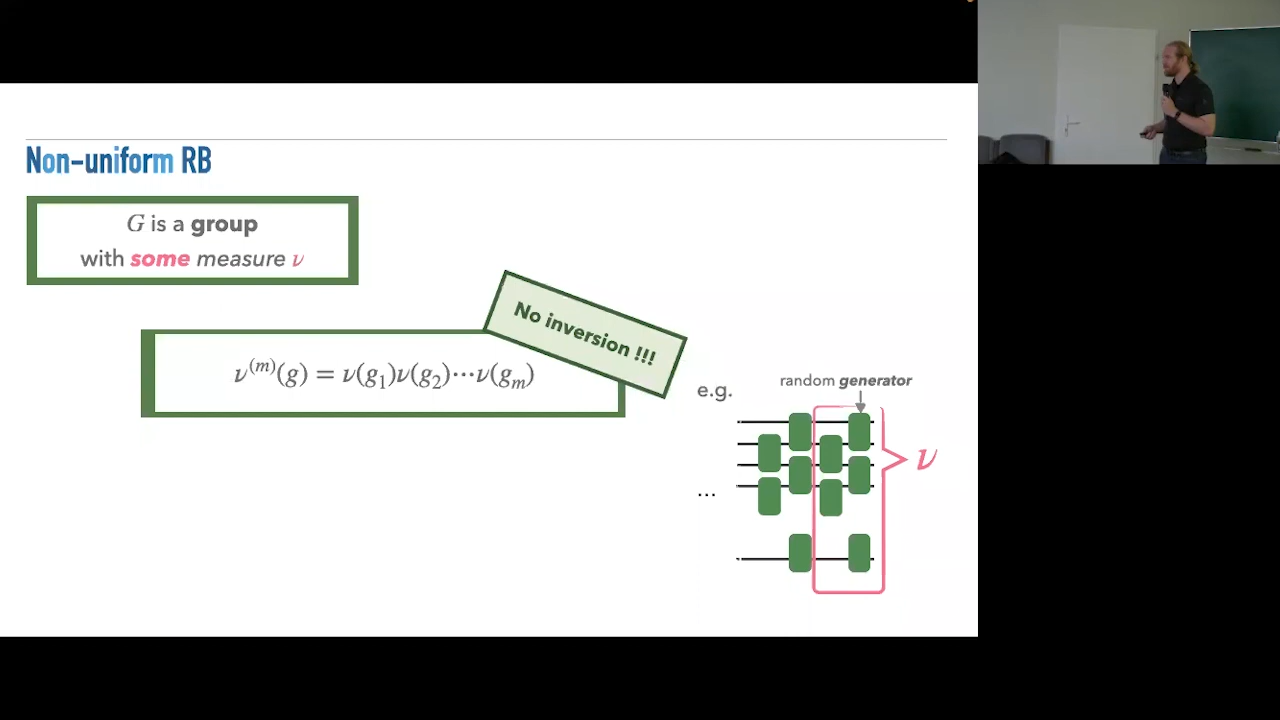 Non-uniform RB
G is a group
with some measure ν
No inversion !!!
ν⁽ᵐ⁾(g) = ν(g₁)ν(g₂)⋯ν(gₘ)
e.g.
random generator
ν
...